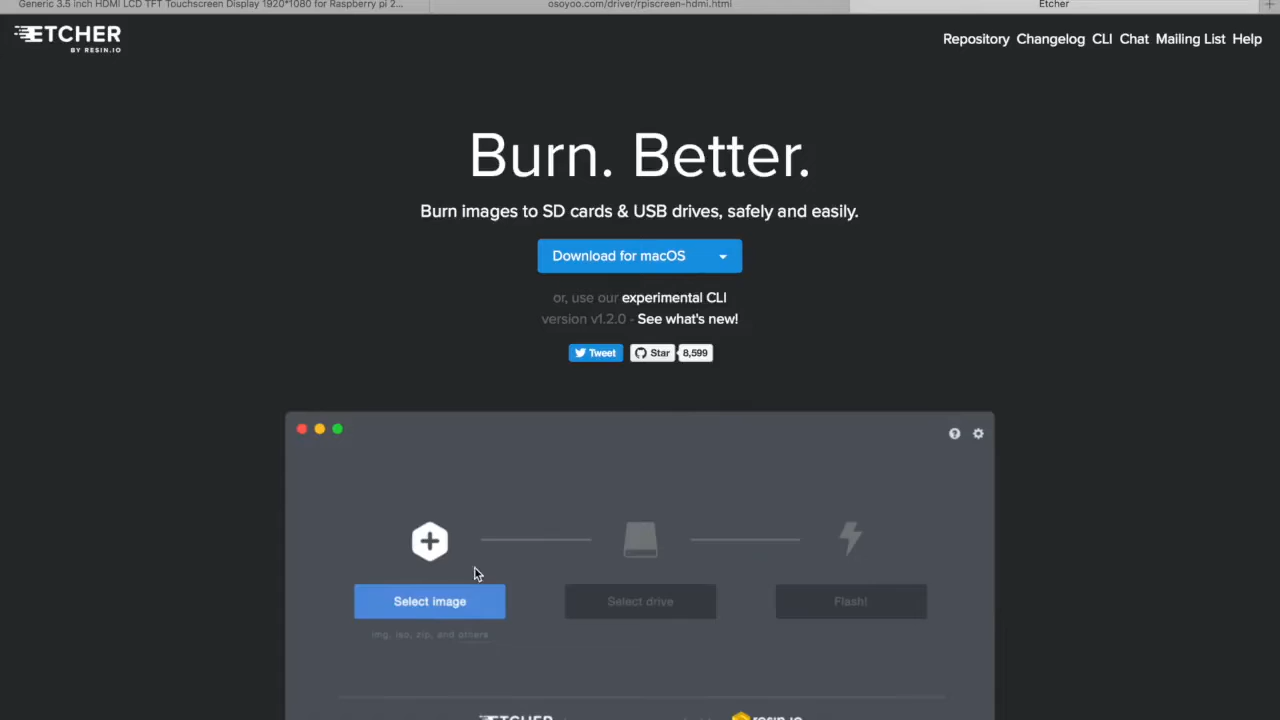 Generic 3.5 inch HDMI LCD TFT Touchscreen Display 1920*1080 for Raspberry pi 2...
osoyoo.com/driver/rpiscreen-hdmi.html
Etcher
ETCHER
BY RESIN.IO
Repository Changelog CLI Chat Mailing List Help
Burn. Better.
Burn images to SD cards & USB drives, safely and easily.
Download for macOS
or, use our experimental CLI
version v1.2.0 - See what's new!
Tweet Star 8,599
Select image Select drive Flash!
img, iso, zip, and others
ETCHER resin.io